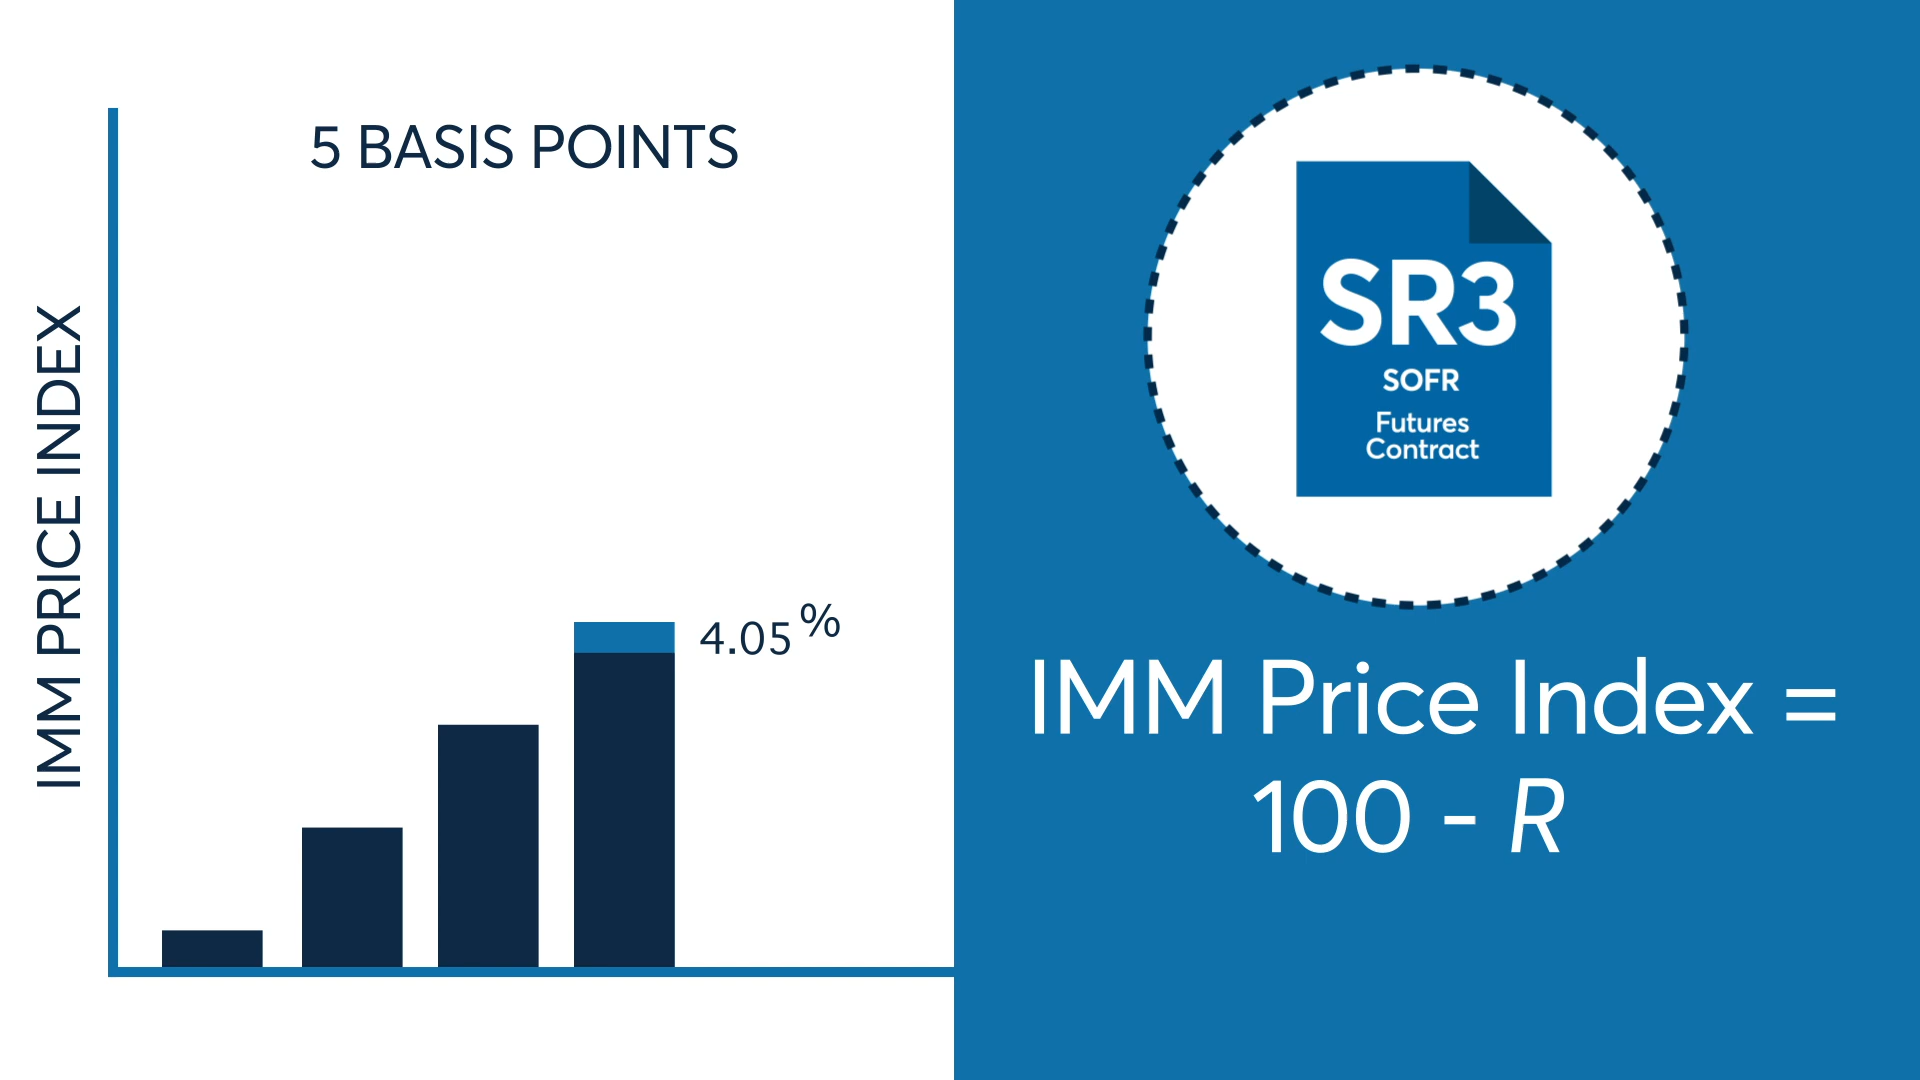 5 BASIS POINTS
IMM PRICE INDEX
4.05%
SR3
SOFR
Futures
Contract
IMM Price Index =
100 - R